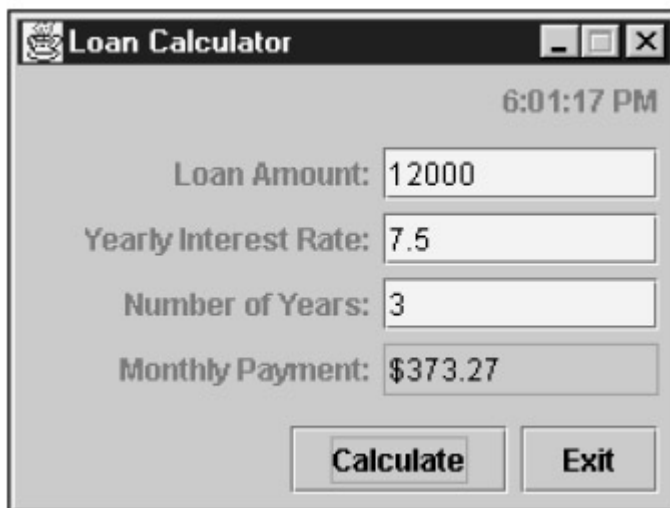 Loan Calculator
6:01:17 PM
Loan Amount: 12000
Yearly Interest Rate: 7.5
Number of Years: 3
Monthly Payment: $373.27
Calculate Exit